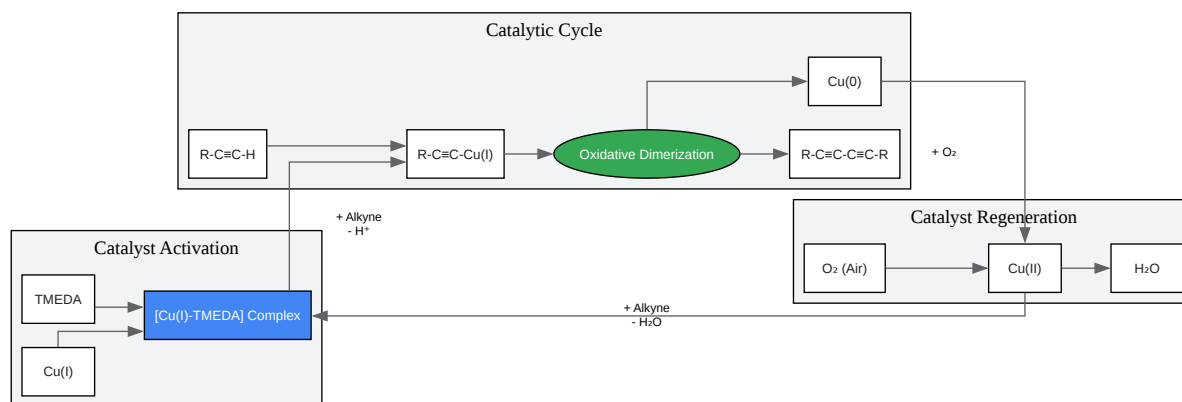 Catalytic Cycle
Cu(0)
R-C≡C-H
R-C≡C-Cu(I)
Oxidative Dimerization
R-C≡C-C≡C-R
+ O₂
+ Alkyne
- H⁺
Catalyst Regeneration
O₂ (Air)
Cu(II)
H₂O
Catalyst Activation
TMEDA
[Cu(I)-TMEDA] Complex
Cu(I)
+ Alkyne
- H₂O